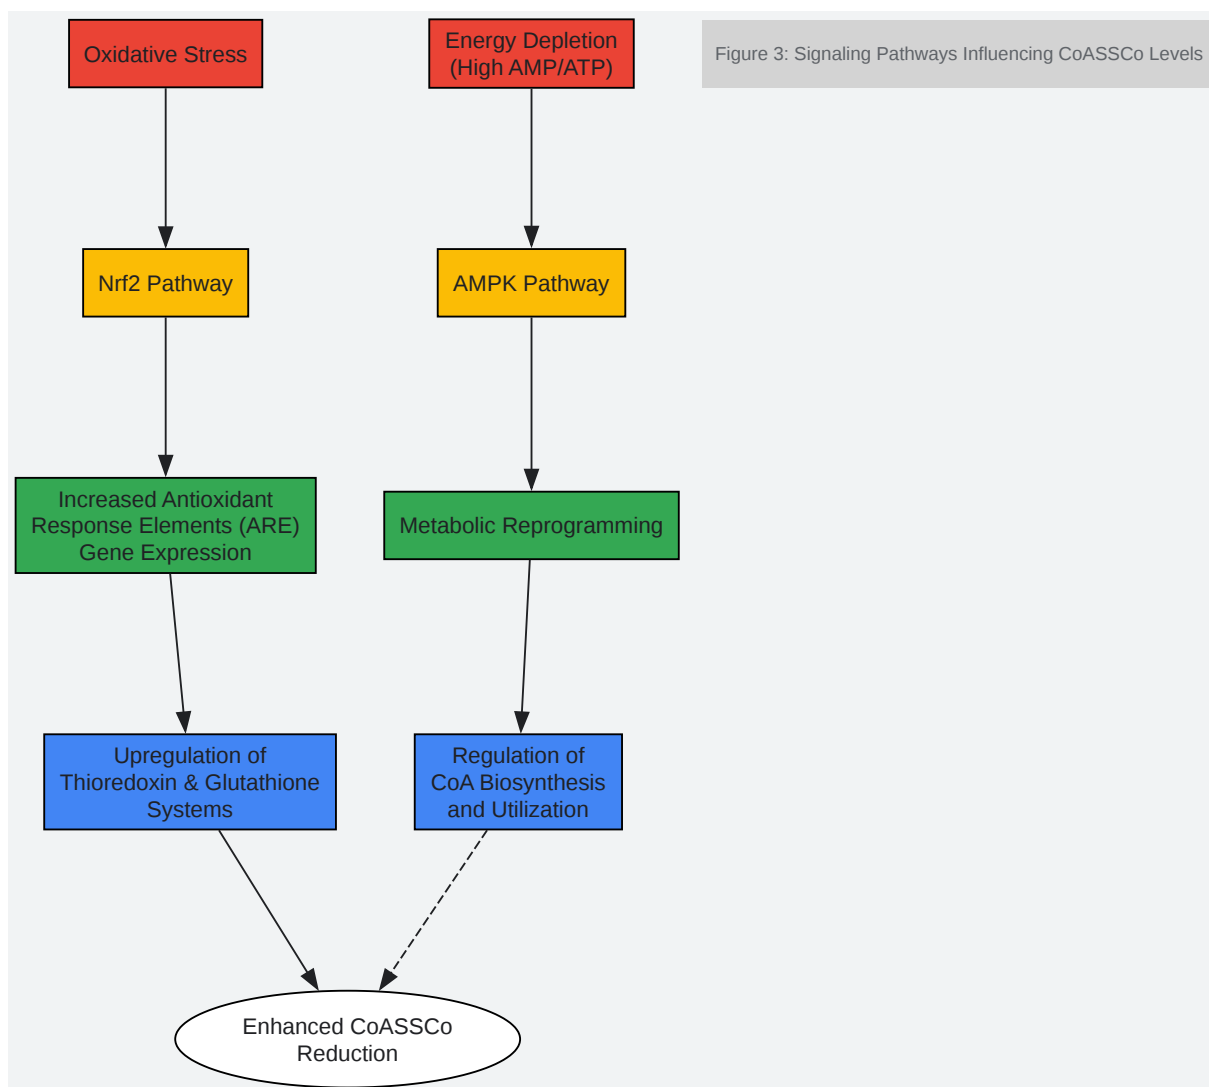 Oxidative Stress
Energy Depletion
(High AMP/ATP)
Figure 3: Signaling Pathways Influencing CoASSCo Levels
Nrf2 Pathway
AMPK Pathway
Increased Antioxidant
Response Elements (ARE)
Gene Expression
Metabolic Reprogramming
Upregulation of
Thioredoxin & Glutathione
Systems
Regulation of
CoA Biosynthesis
and Utilization
Enhanced CoASSCo
Reduction